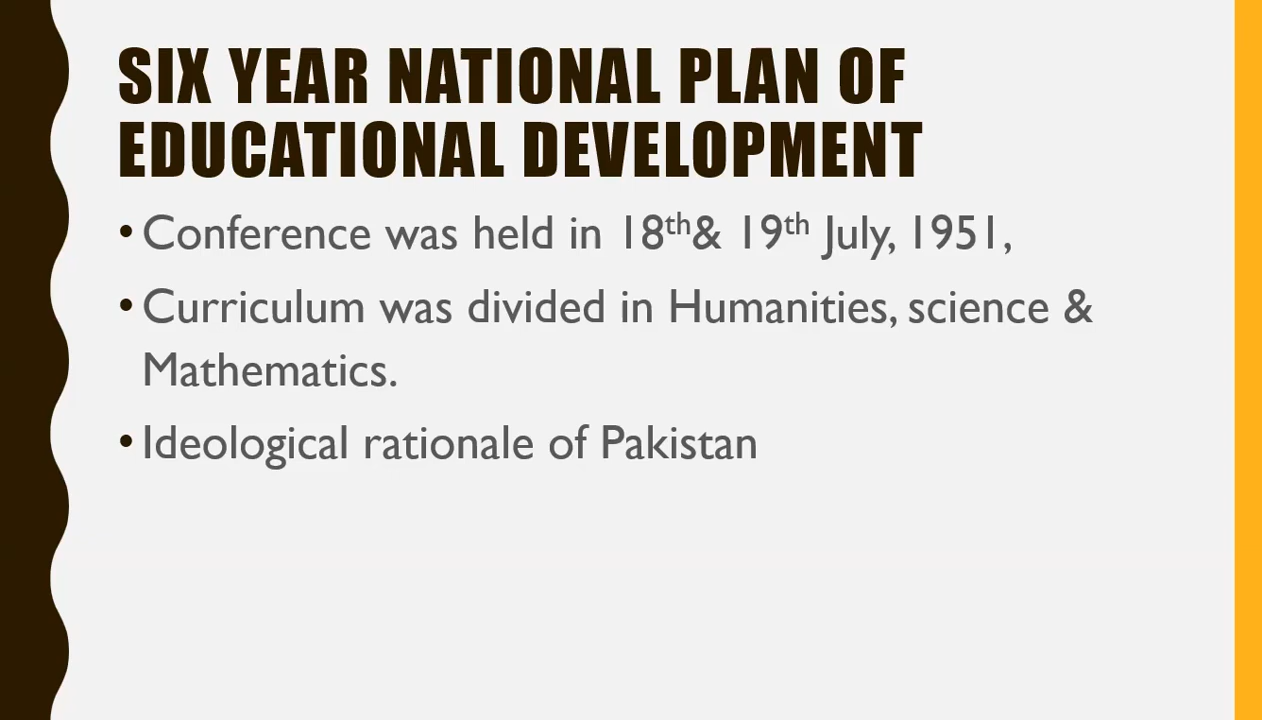 SIX YEAR NATIONAL PLAN OF
EDUCATIONAL DEVELOPMENT
• Conference was held in 18th& 19th July, 1951,
• Curriculum was divided in Humanities, science &
Mathematics.
• Ideological rationale of Pakistan